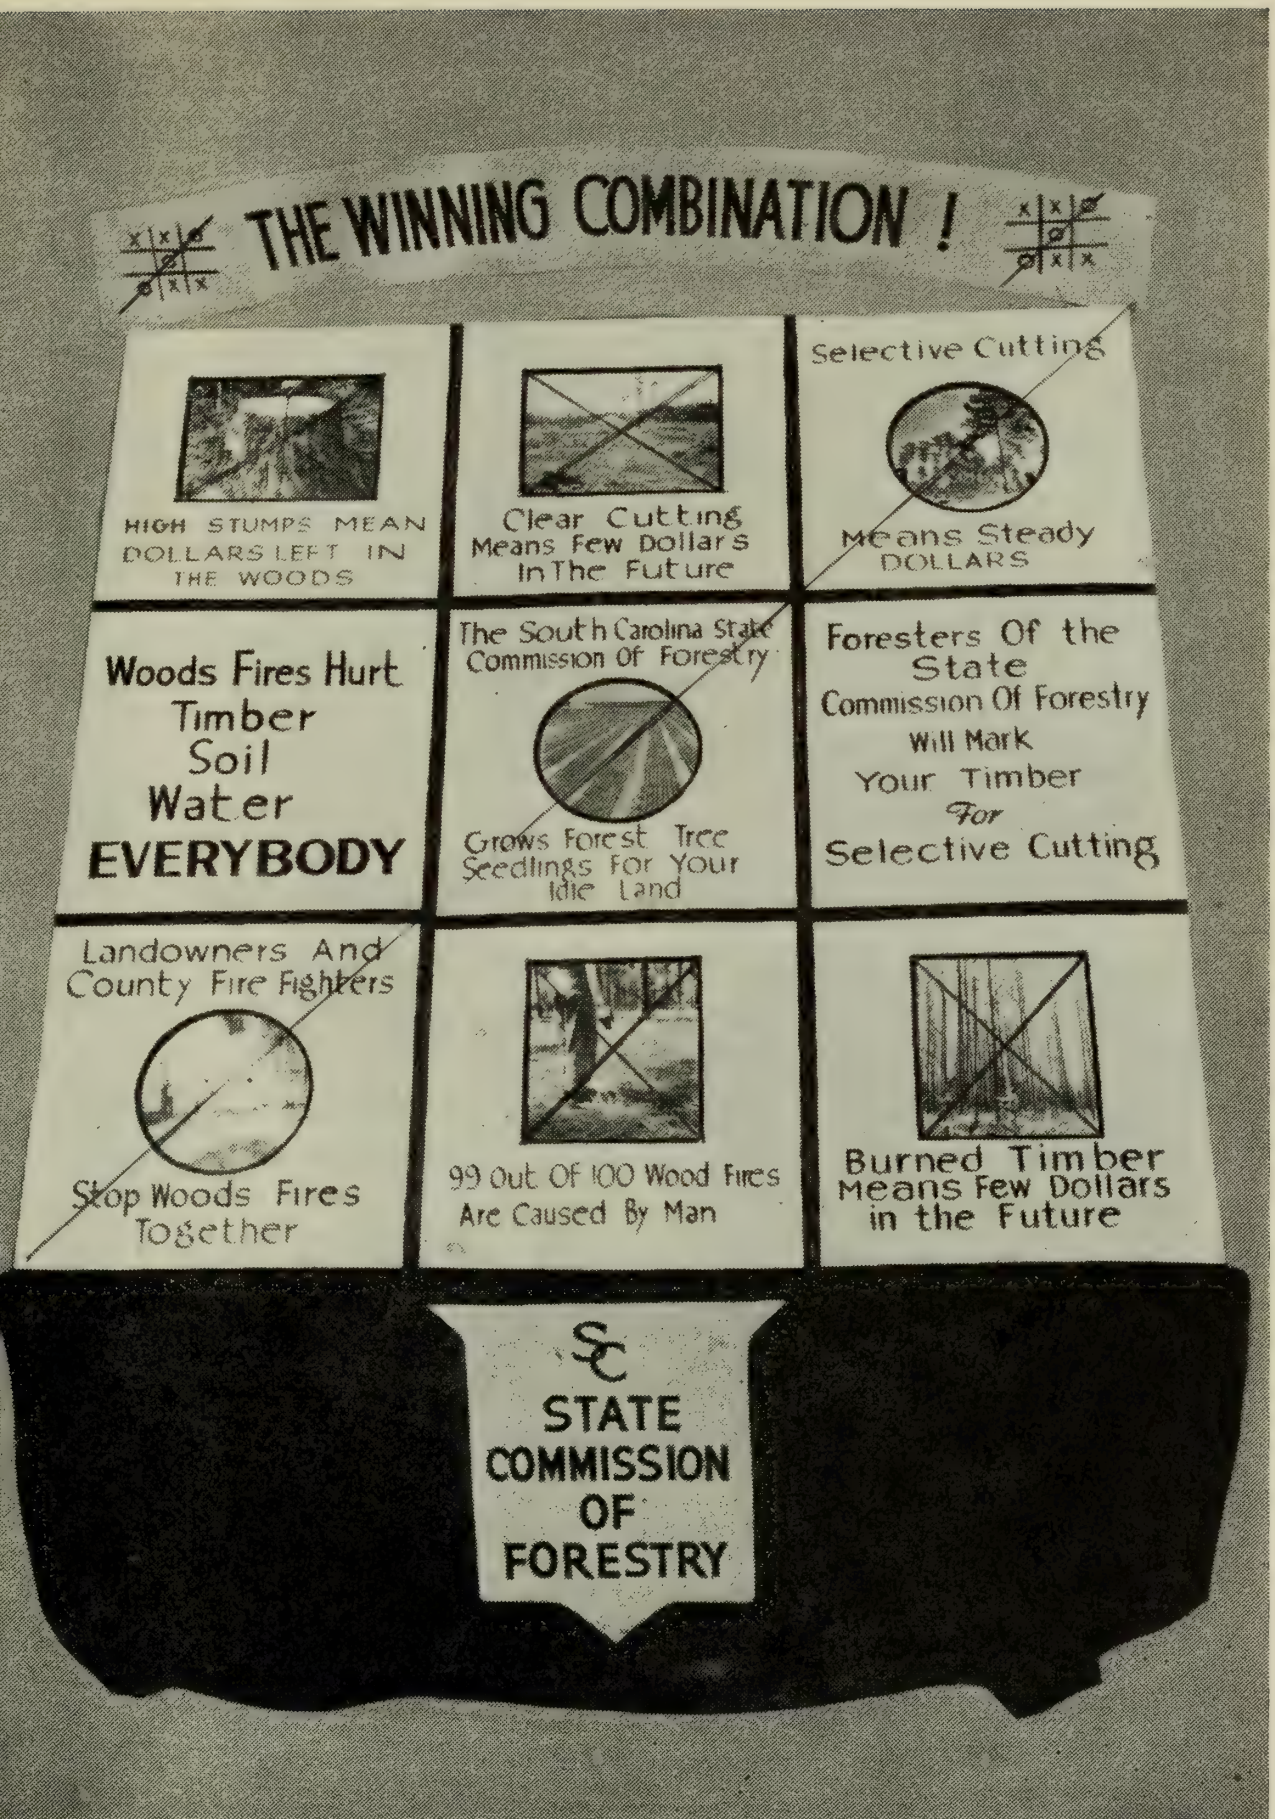 THE WINNING COMBINATION !
x x o
o
o x x
x x o
o
o x x
HIGH STUMPS MEAN
DOLLARS LEFT IN
THE WOODS
Clear Cutting
Means Few Dollars
In The Future
Selective Cutting
Means Steady
DOLLARS
Woods Fires Hurt
Timber
Soil
Water
EVERYBODY
The South Carolina State
Commission Of Forestry
Grows Forest Tree
Seedlings For Your
Idle Land
Foresters Of the
State
Commission Of Forestry
Will Mark
Your Timber
For
Selective Cutting
Landowners And
County Fire Fighters
Stop Woods Fires
Together
99 Out Of 100 Wood Fires
Are Caused By Man
Burned Timber
Means Few Dollars
in the Future
SC
STATE
COMMISSION
OF
FORESTRY